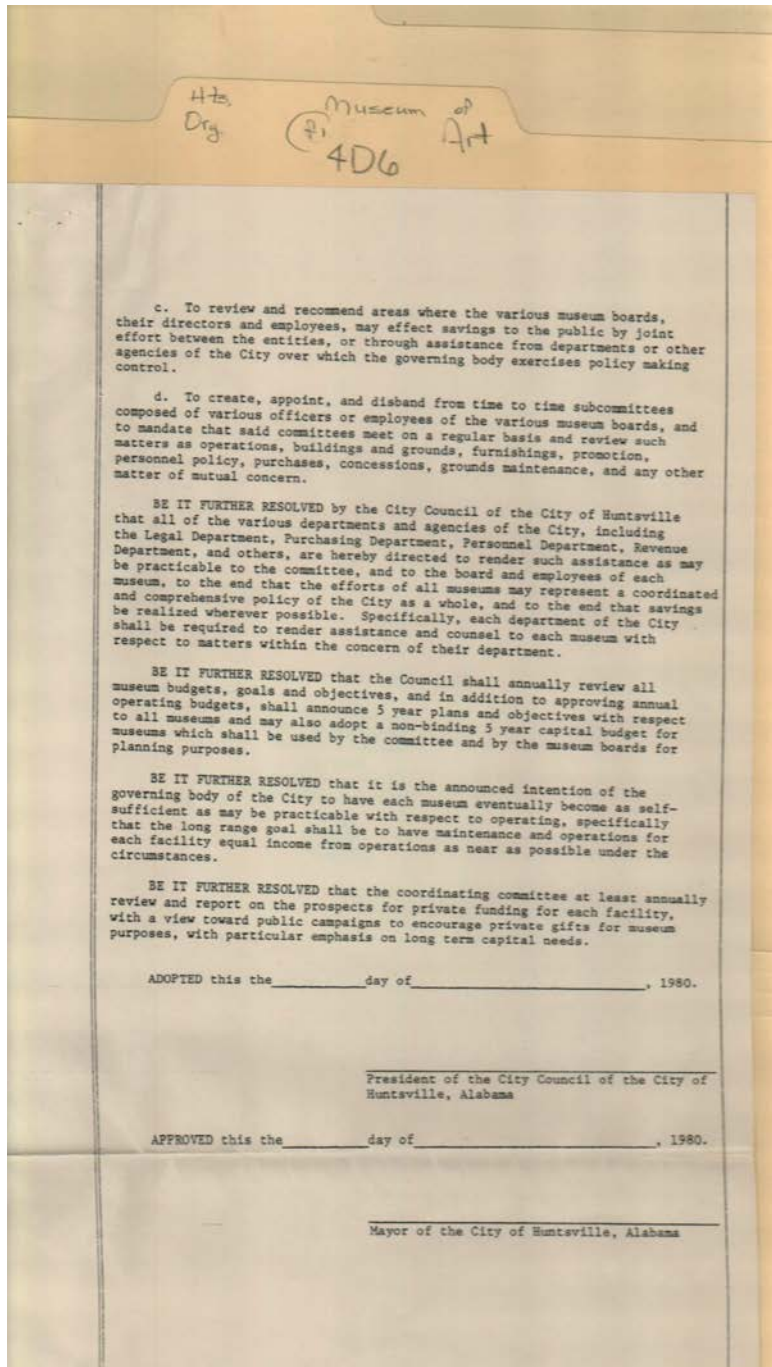 Hts.
Org.
Museum of
Art
4D6
c. To review and recommend areas where the various museum boards,
their directors and employees, may effect savings to the public by joint
effort between the entities, or through assistance from departments or other
agencies of the City over which the governing body exercises policy making
control.
d. To create, appoint, and disband from time to time subcommittees
composed of various officers or employees of the various museum boards, and
to mandate that said committees meet on a regular basis and review such
matters as operations, buildings and grounds, furnishings, promotion,
personnel policy, purchases, concessions, grounds maintenance, and any other
matter of mutual concern.
BE IT FURTHER RESOLVED by the City Council of the City of Huntsville
that all of the various departments and agencies of the City, including
the Legal Department, Purchasing Department, Personnel Department, Revenue
Department, and others, are hereby directed to render such assistance as may
be practicable to the committee, and to the board and employees of each
museum, to the end that the efforts of all museums may represent a coordinated
and comprehensive policy of the City as a whole, and to the end that savings
be realized wherever possible. Specifically, each department of the City
shall be required to render assistance and counsel to each museum with
respect to matters within the concern of their department.
BE IT FURTHER RESOLVED that the Council shall annually review all
museum budgets, goals and objectives, and in addition to approving annual
operating budgets, shall announce 5 year plans and objectives with respect
to all museums and may also adopt a non-binding 5 year capital budget for
museums which shall be used by the committee and by the museum boards for
planning purposes.
BE IT FURTHER RESOLVED that it is the announced intention of the
governing body of the City to have each museum eventually become as self-
sufficient as may be practicable with respect to operating, specifically
that the long range goal shall be to have maintenance and operations for
each facility equal income from operations as near as possible under the
circumstances.
BE IT FURTHER RESOLVED that the coordinating committee at least annually
review and report on the prospects for private funding for each facility,
with a view toward public campaigns to encourage private gifts for museum
purposes, with particular emphasis on long term capital needs.
ADOPTED this the__________day of__________________________, 1980.
President of the City Council of the City of
Huntsville, Alabama
APPROVED this the__________day of__________________________, 1980.
Mayor of the City of Huntsville, Alabama